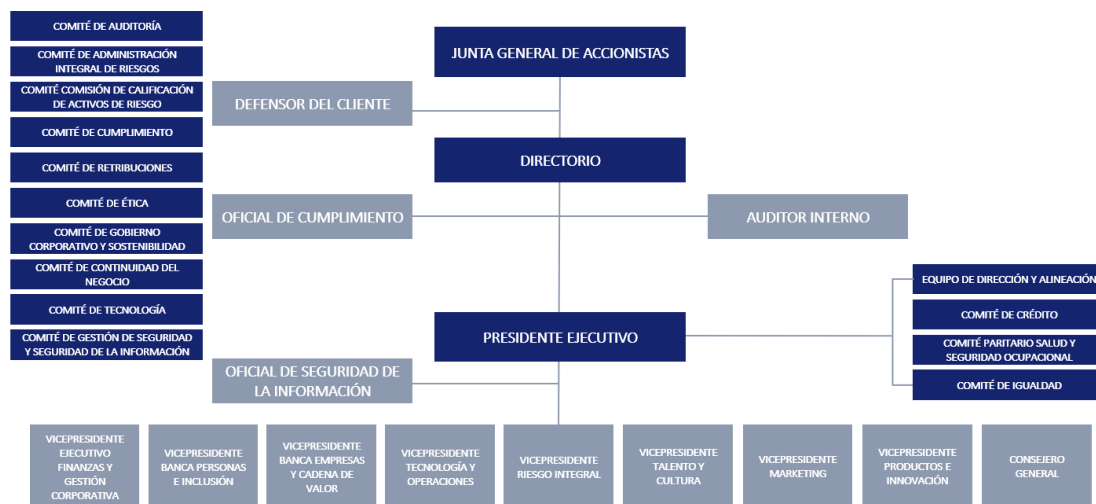 COMITÉ DE AUDITORÍA
COMITÉ DE ADMINISTRACIÓN
INTEGRAL DE RIESGOS
COMITÉ COMISIÓN DE CALIFICACIÓN
DE ACTIVOS DE RIESGO
COMITÉ DE CUMPLIMIENTO
COMITÉ DE RETRIBUCIONES
COMITÉ DE ÉTICA
COMITÉ DE GOBIERNO
CORPORATIVO Y SOSTENIBILIDAD
COMITÉ DE CONTINUIDAD DEL
NEGOCIO
COMITÉ DE TECNOLOGÍA
COMITÉ DE GESTIÓN DE SEGURIDAD
Y SEGURIDAD DE LA INFORMACIÓN
JUNTA GENERAL DE ACCIONISTAS
DEFENSOR DEL CLIENTE
DIRECTORIO
OFICIAL DE CUMPLIMIENTO
AUDITOR INTERNO
PRESIDENTE EJECUTIVO
EQUIPO DE DIRECCIÓN Y ALINEACIÓN
COMITÉ DE CRÉDITO
COMITÉ PARITARIO SALUD Y
SEGURIDAD OCUPACIONAL
COMITÉ DE IGUALDAD
OFICIAL DE SEGURIDAD DE
LA INFORMACIÓN
VICEPRESIDENTE
EJECUTIVO
FINANZAS Y
GESTIÓN
CORPORATIVA
VICEPRESIDENTE
BANCA PERSONAS
E INCLUSIÓN
VICEPRESIDENTE
BANCA EMPRESAS
Y CADENA DE
VALOR
VICEPRESIDENTE
TECNOLOGÍA Y
OPERACIONES
VICEPRESIDENTE
RIESGO INTEGRAL
VICEPRESIDENTE
TALENTO Y
CULTURA
VICEPRESIDENTE
MARKETING
VICEPRESIDENTE
PRODUCTOS E
INNOVACIÓN
CONSEJERO
GENERAL